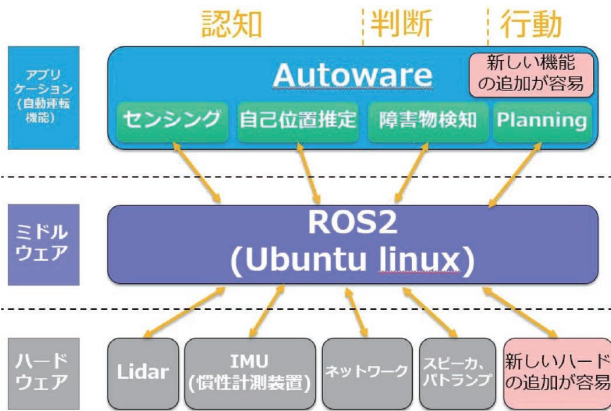 認知
判断
行動
アプリ
ケーション
(自動運転
機能)
Autoware
新しい機能
の追加が容易
センシング
自己位置推定
障害物検知
Planning
ミドル
ウェア
ROS2
(Ubuntu linux)
ハード
ウェア
Lidar
IMU
(慣性計測装置)
ネットワーク
スピーカ、
パトランプ
新しいハード
の追加が容易